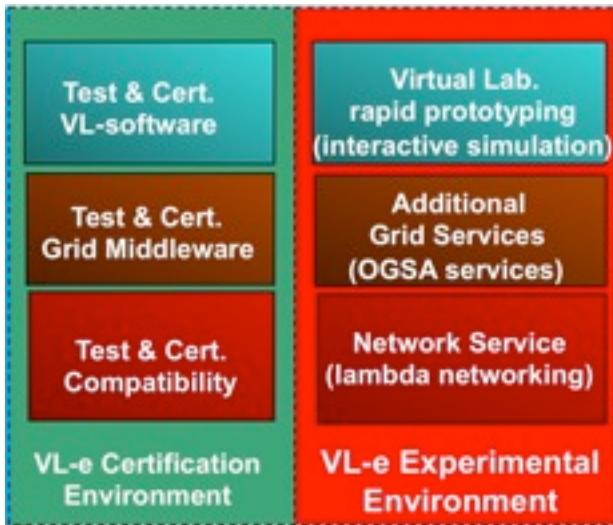 Test & Cert.
VL-software
Test & Cert.
Grid Middleware
Test & Cert.
Compatibility
VL-e Certification
Environment
Virtual Lab.
rapid prototyping
(interactive simulation)
Additional
Grid Services
(OGSA services)
Network Service
(lambda networking)
VL-e Experimental
Environment